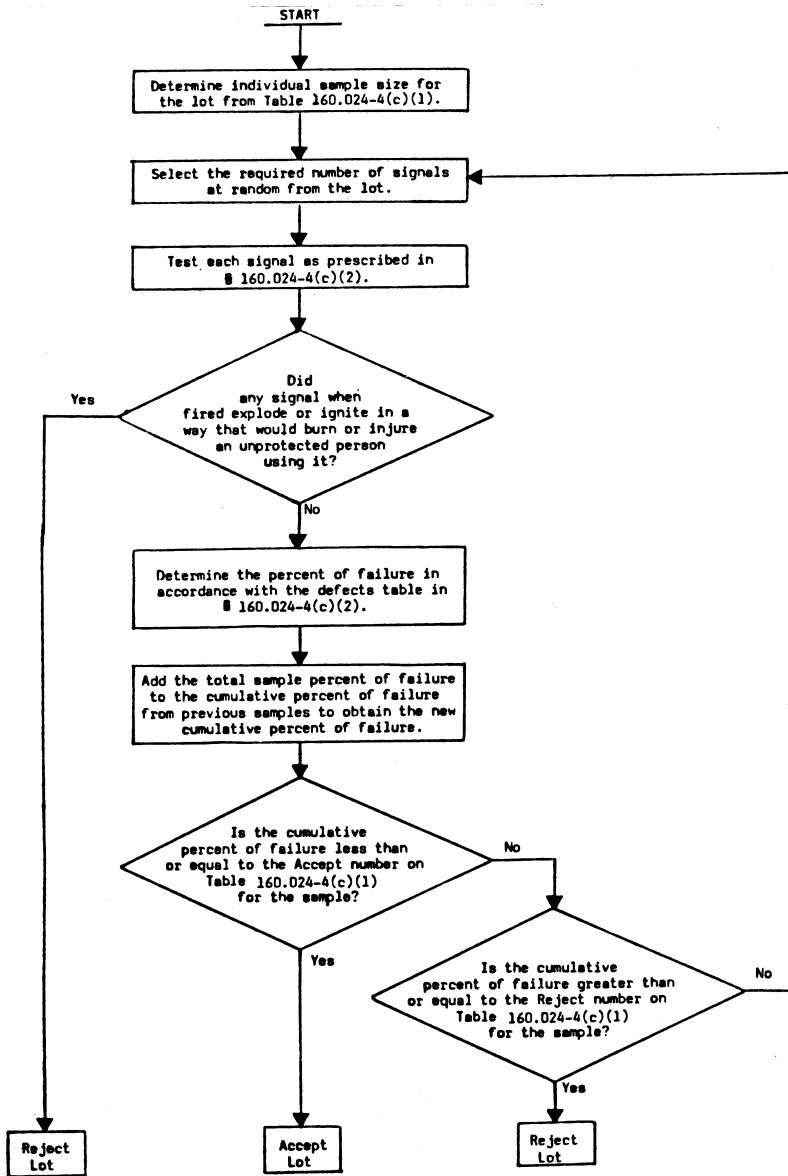 START
Determine individual sample size for
the lot from Table 160.024-4(c)(1).
Select the required number of signals
at random from the lot.
Test each signal as prescribed in
§ 160.024-4(c)(2).
Did
any signal when
fired explode or ignite in a
way that would burn or injure
an unprotected person
using it?
Yes
No
Determine the percent of failure in
accordance with the defects table in
§ 160.024-4(c)(2).
Add the total sample percent of failure
to the cumulative percent of failure
from previous samples to obtain the new
cumulative percent of failure.
Is the cumulative
percent of failure less than
or equal to the Accept number on
Table 160.024-4(c)(1)
for the sample?
No
Yes
Is the cumulative
percent of failure greater than
or equal to the Reject number on
Table 160.024-4(c)(1)
for the sample?
No
Yes
Reject
Lot
Accept
Lot
Reject
Lot